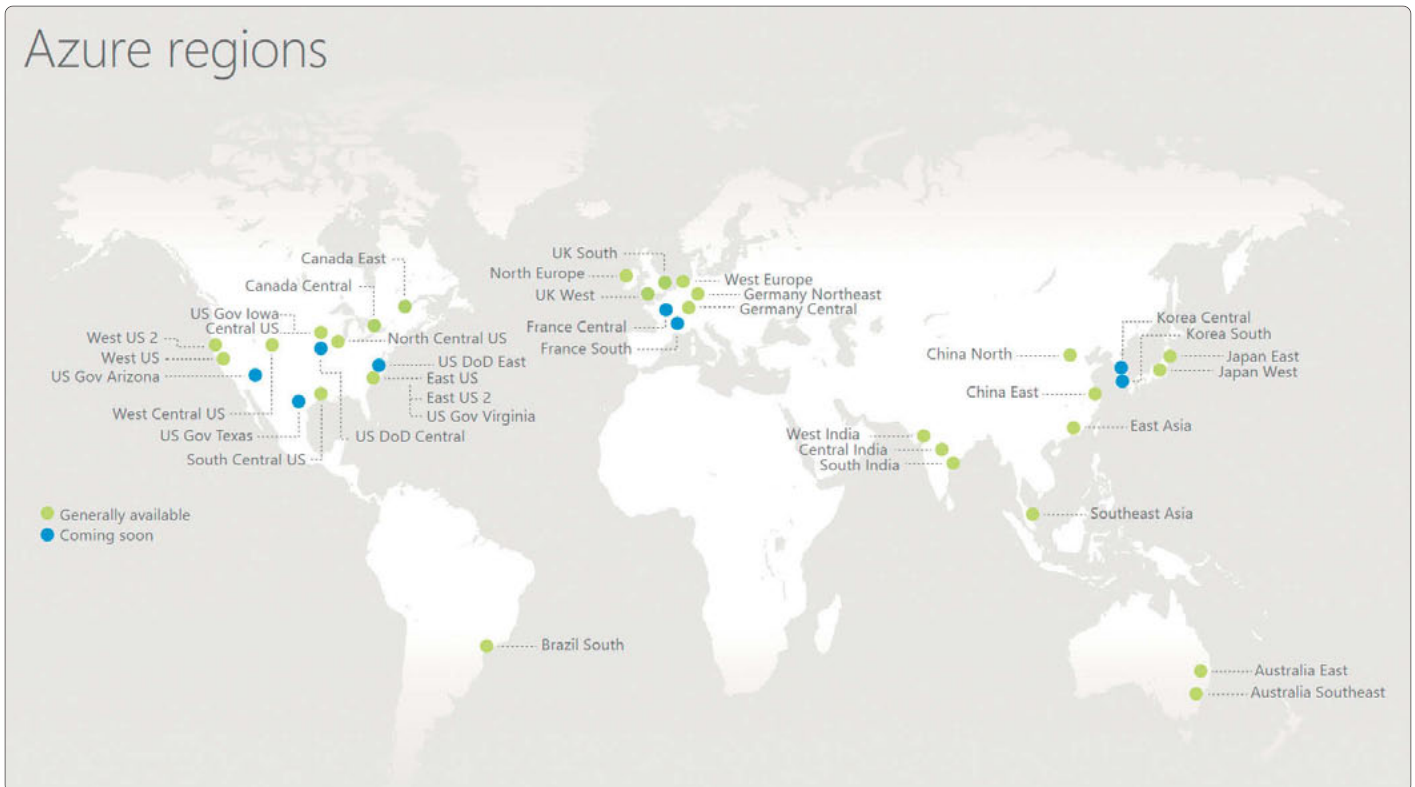 Azure regions
Canada East
Canada Central
US Gov Iowa
Central US
West US 2
West US
US Gov Arizona
West Central US
US Gov Texas
South Central US
North Central US
US DoD East
East US
East US 2
US Gov Virginia
US DoD Central
UK South
North Europe
UK West
West Europe
Germany Northeast
Germany Central
France Central
France South
Korea Central
Korea South
China North
Japan East
Japan West
China East
East Asia
West India
Central India
South India
Southeast Asia
Generally available
Coming soon
Brazil South
Australia East
Australia Southeast